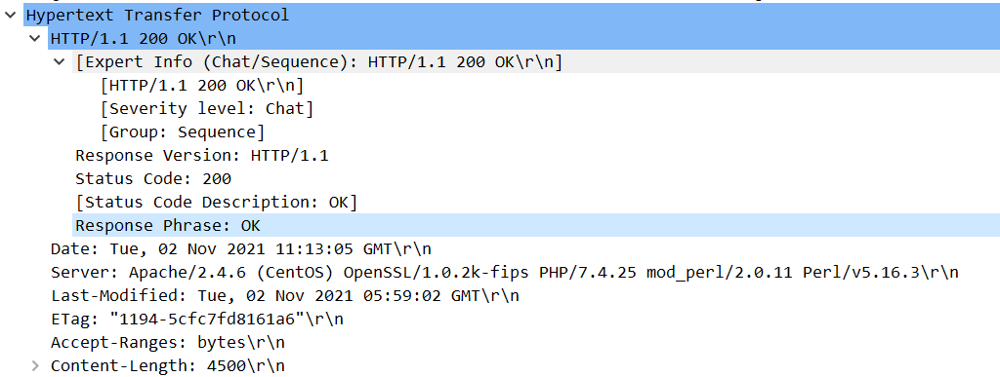 Hypertext Transfer Protocol
HTTP/1.1 200 OK\r\n
[Expert Info (Chat/Sequence): HTTP/1.1 200 OK\r\n]
[HTTP/1.1 200 OK\r\n]
[Severity level: Chat]
[Group: Sequence]
Response Version: HTTP/1.1
Status Code: 200
[Status Code Description: OK]
Response Phrase: OK
Date: Tue, 02 Nov 2021 11:13:05 GMT\r\n
Server: Apache/2.4.6 (CentOS) OpenSSL/1.0.2k-fips PHP/7.4.25 mod_perl/2.0.11 Perl/v5.16.3\r\n
Last-Modified: Tue, 02 Nov 2021 05:59:02 GMT\r\n
ETag: "1194-5cfc7fd8161a6"\r\n
Accept-Ranges: bytes\r\n
Content-Length: 4500\r\n